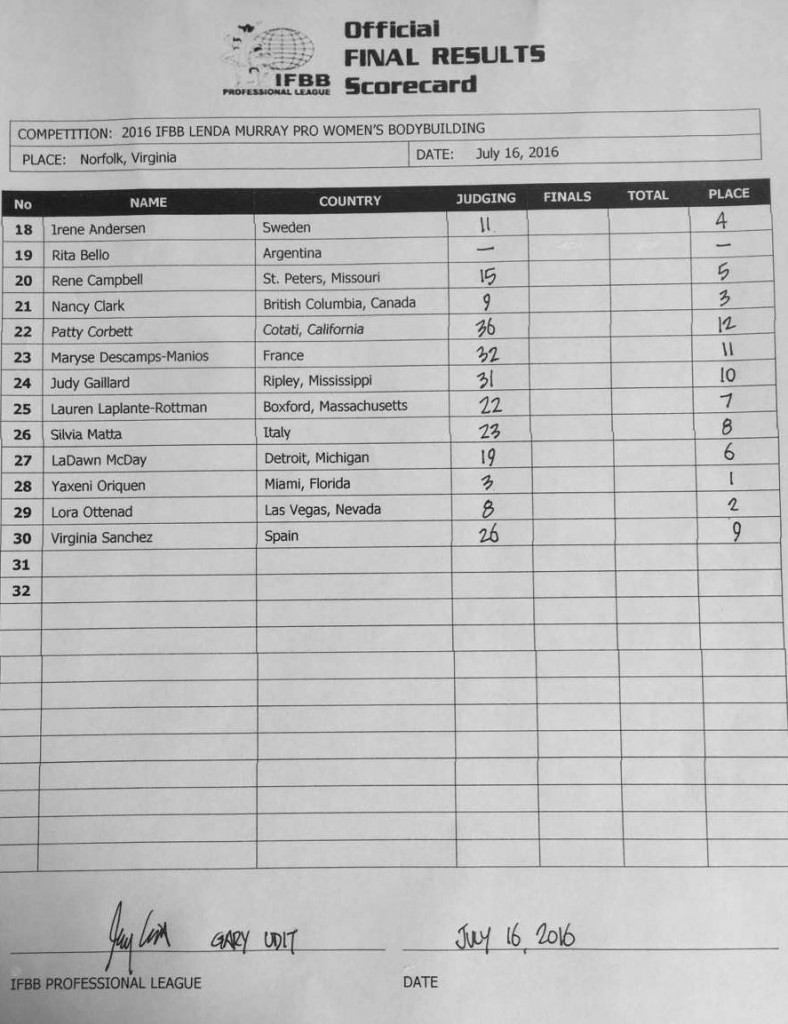 Official
FINAL RESULTS
Scorecard
IFBB
PROFESSIONAL LEAGUE
COMPETITION: 2016 IFBB LENDA MURRAY PRO WOMEN'S BODYBUILDING
PLACE: Norfolk, Virginia DATE: July 16, 2016
No NAME COUNTRY JUDGING FINALS TOTAL PLACE
18 Irene Andersen Sweden 11 4
19 Rita Bello Argentina — —
20 Rene Campbell St. Peters, Missouri 15 5
21 Nancy Clark British Columbia, Canada 9 3
22 Patty Corbett Cotati, California 36 12
23 Maryse Descamps-Manios France 32 11
24 Judy Gaillard Ripley, Mississippi 31 10
25 Lauren Laplante-Rottman Boxford, Massachusetts 22 7
26 Silvia Matta Italy 23 8
27 LaDawn McDay Detroit, Michigan 19 6
28 Yaxeni Oriquen Miami, Florida 3 1
29 Lora Ottenad Las Vegas, Nevada 8 2
30 Virginia Sanchez Spain 26 9
31
32
GARY UDIT JULY 16, 2016
IFBB PROFESSIONAL LEAGUE DATE